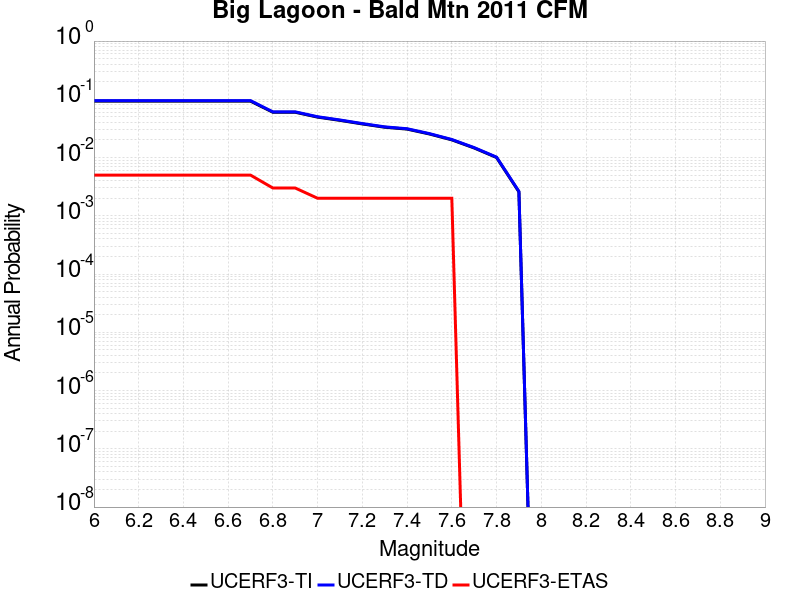 Big Lagoon - Bald Mtn 2011 CFM
10^0
10^-1
10^-2
10^-3
10^-4
10^-5
10^-6
10^-7
10^-8
Annual Probability
6 6.2 6.4 6.6 6.8 7 7.2 7.4 7.6 7.8 8 8.2 8.4 8.6 8.8 9
Magnitude
UCERF3-TI UCERF3-TD UCERF3-ETAS